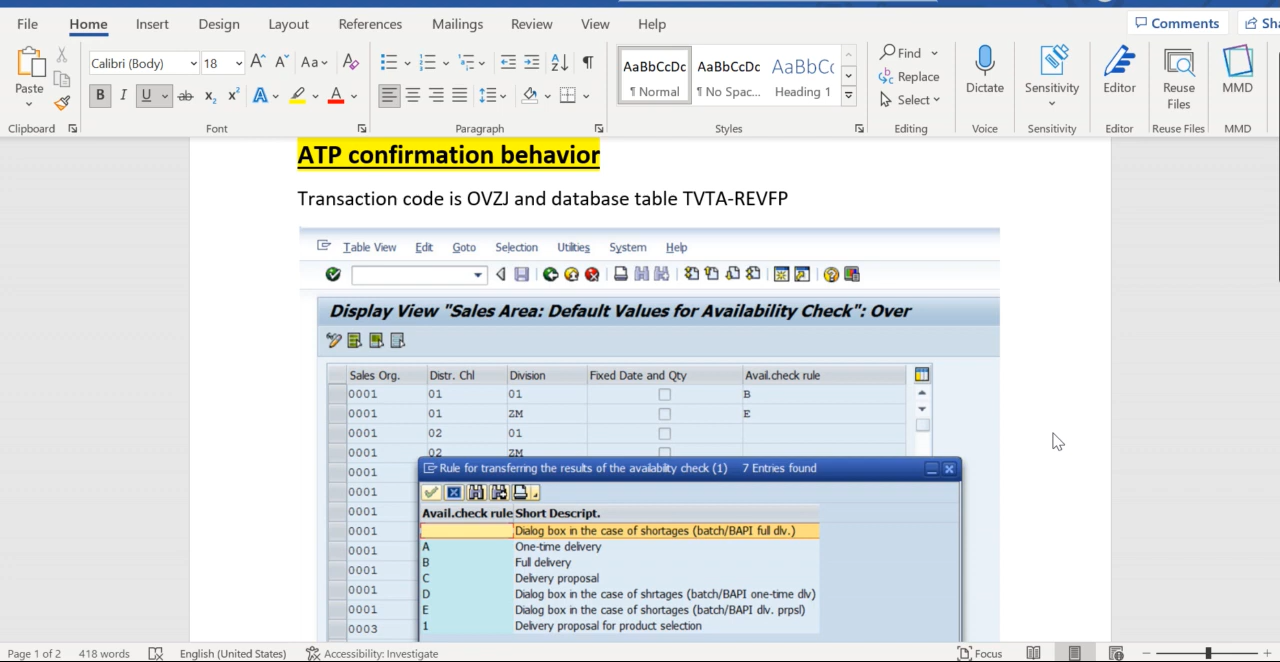 File Home Insert Design Layout References Mailings Review View Help Comments Sha
Calibri (Body) 18 Aa Find AaBbCcDc AaBbCcDc AaBbCc
Paste Replace Dictate Sensitivity Editor Reuse Files MMD
B I U ab x₂ x² A A ¶ Normal ¶ No Spac... Heading 1 Select
Clipboard Font Paragraph Styles Editing Voice Sensitivity Editor Reuse Files MMD
ATP confirmation behavior
Transaction code is OVZJ and database table TVTA-REVFP
Table View Edit Goto Selection Utilities System Help
Display View "Sales Area: Default Values for Availability Check": Over
Sales Org. Distr. Chl Division Fixed Date and Qty Avail.check rule
0001 01 01 B
0001 01 ZM E
0001 02 01
0001 02 ZM
0001
0001
0001
0001
0001
0001
0001
0001
0003
Rule for transferring the results of the availability check (1) 7 Entries found
Avail.check rule Short Descript.
Dialog box in the case of shortages (batch/BAPI full dlv.)
A One-time delivery
B Full delivery
C Delivery proposal
D Dialog box in the case of shrtages (batch/BAPI one-time dlv)
E Dialog box in the case of shortages (batch/BAPI dlv. prpsl)
1 Delivery proposal for product selection
Page 1 of 2 418 words English (United States) Accessibility: Investigate Focus